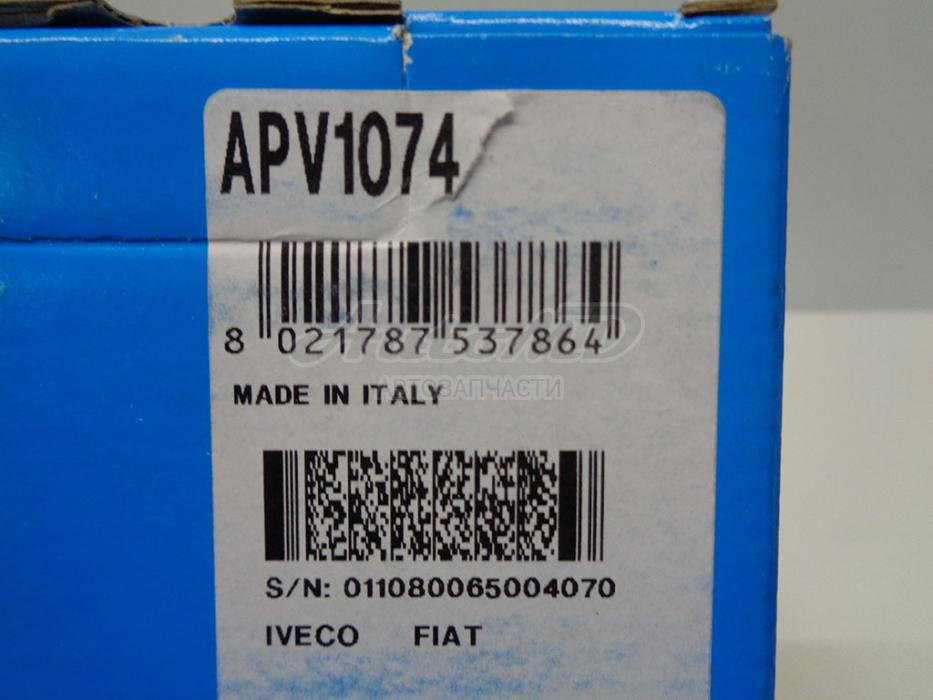 APV1074
8 021787 537864
АВТОЗАПЧАСТИ
MADE IN ITALY
S/N: 011080065004070
IVECO FIAT